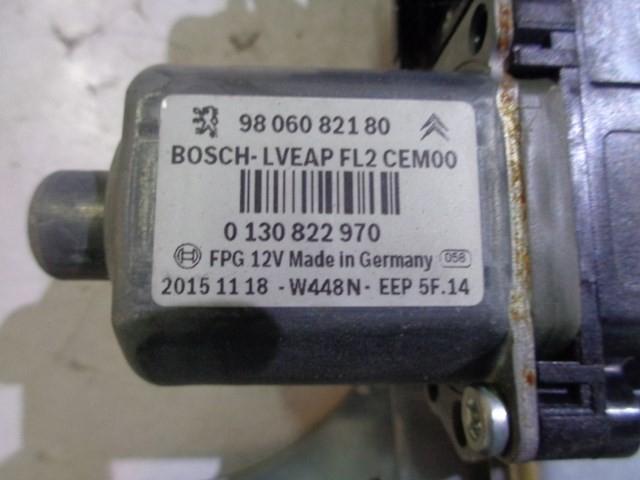 98 060 821 80
BOSCH- LVEAP FL2 CEM00
0 130 822 970
FPG 12V Made in Germany 058
2015 11 18 - W448N - EEP 5F.14